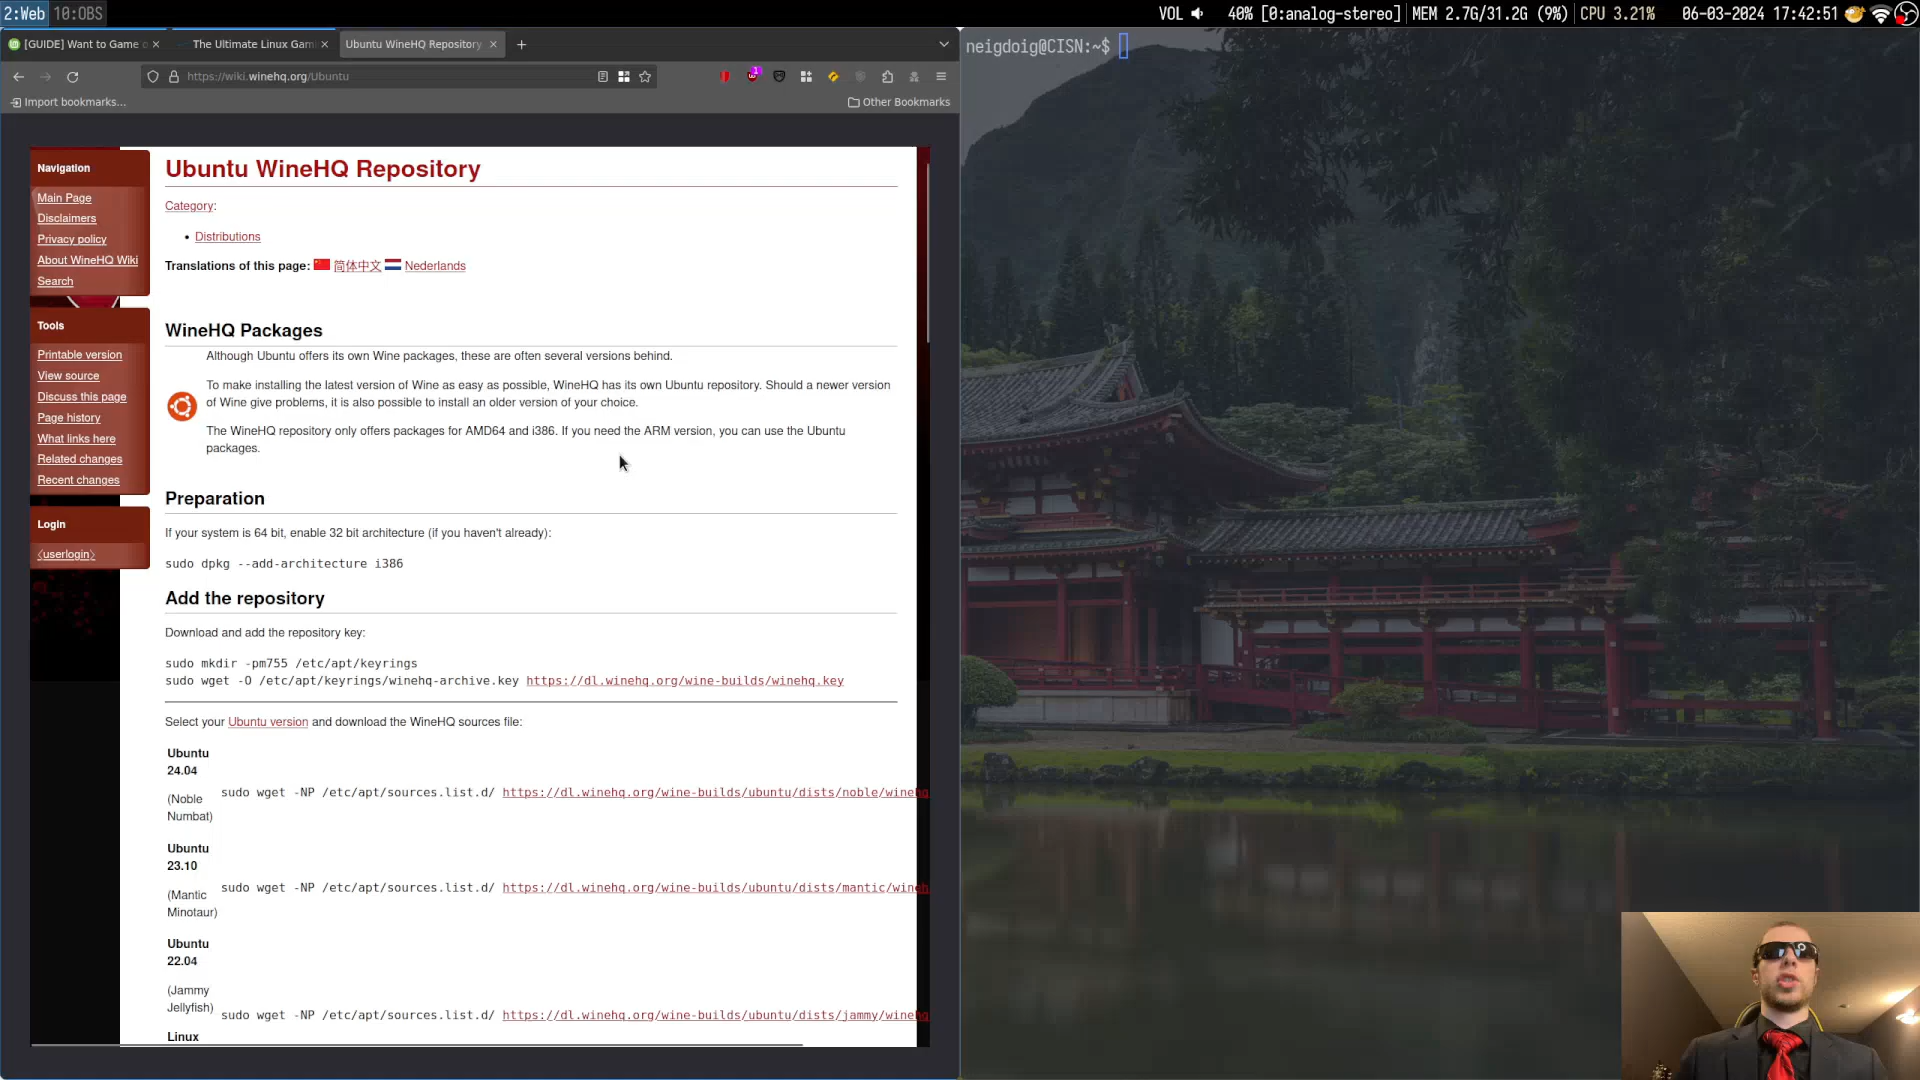 2:Web 10:OBS
VOL 40% [0:analog-stereo] MEM 2.7G/31.2G (9%) CPU 3.21% 06-03-2024 17:42:51
[GUIDE] Want to Game o
The Ultimate Linux Gami
Ubuntu WineHQ Repository
https://wiki.winehq.org/Ubuntu
1
Import bookmarks...
Other Bookmarks
neigdoig@CISN:~$
Navigation
Main Page
Disclaimers
Privacy policy
About WineHQ Wiki
Search
Tools
Printable version
View source
Discuss this page
Page history
What links here
Related changes
Recent changes
Login
〈userlogin〉
Ubuntu WineHQ Repository
Category:
• Distributions
Translations of this page: 简体中文 Nederlands
WineHQ Packages
Although Ubuntu offers its own Wine packages, these are often several versions behind.
To make installing the latest version of Wine as easy as possible, WineHQ has its own Ubuntu repository. Should a newer version
of Wine give problems, it is also possible to install an older version of your choice.
The WineHQ repository only offers packages for AMD64 and i386. If you need the ARM version, you can use the Ubuntu
packages.
Preparation
If your system is 64 bit, enable 32 bit architecture (if you haven't already):
sudo dpkg --add-architecture i386
Add the repository
Download and add the repository key:
sudo mkdir -pm755 /etc/apt/keyrings
sudo wget -O /etc/apt/keyrings/winehq-archive.key https://dl.winehq.org/wine-builds/winehq.key
Select your Ubuntu version and download the WineHQ sources file:
Ubuntu
24.04
(Noble
Numbat)
sudo wget -NP /etc/apt/sources.list.d/ https://dl.winehq.org/wine-builds/ubuntu/dists/noble/winehq
Ubuntu
23.10
(Mantic
Minotaur)
sudo wget -NP /etc/apt/sources.list.d/ https://dl.winehq.org/wine-builds/ubuntu/dists/mantic/wineh
Ubuntu
22.04
(Jammy
Jellyfish)
sudo wget -NP /etc/apt/sources.list.d/ https://dl.winehq.org/wine-builds/ubuntu/dists/jammy/winehq
Linux